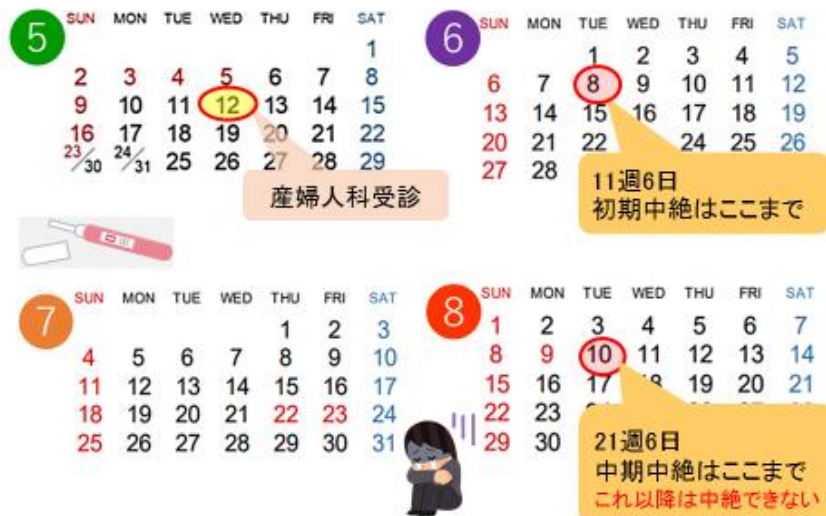 5
SUN MON TUE WED THU FRI SAT
1
2 3 4 5 6 7 8
9 10 11 12 13 14 15
16 17 18 19 20 21 22
23/30 24/31 25 26 27 28 29
産婦人科受診
6
SUN MON TUE WED THU FRI SAT
1 2 3 4 5
6 7 8 9 10 11 12
13 14 15 16 17 18 19
20 21 22 24 25 26
27 28
11週6日
初期中絶はここまで
7
SUN MON TUE WED THU FRI SAT
1 2 3
4 5 6 7 8 9 10
11 12 13 14 15 16 17
18 19 20 21 22 23 24
25 26 27 28 29 30 31
8
SUN MON TUE WED THU FRI SAT
1 2 3 4 5 6 7
8 9 10 11 12 13 14
15 16 17 18 19 20 21
22 23
29 30
21週6日
中期中絶はここまで
これ以降は中絶できない